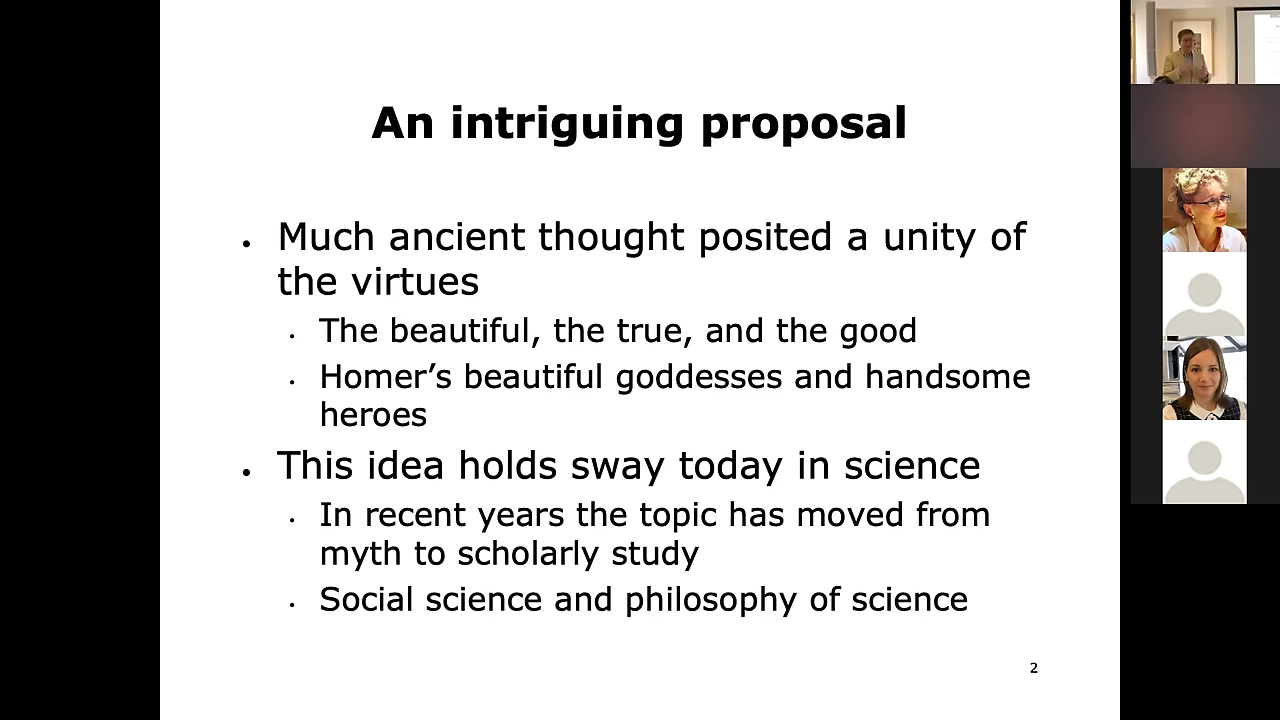 An intriguing proposal
• Much ancient thought posited a unity of
the virtues
• The beautiful, the true, and the good
• Homer’s beautiful goddesses and handsome
heroes
• This idea holds sway today in science
• In recent years the topic has moved from
myth to scholarly study
• Social science and philosophy of science
2